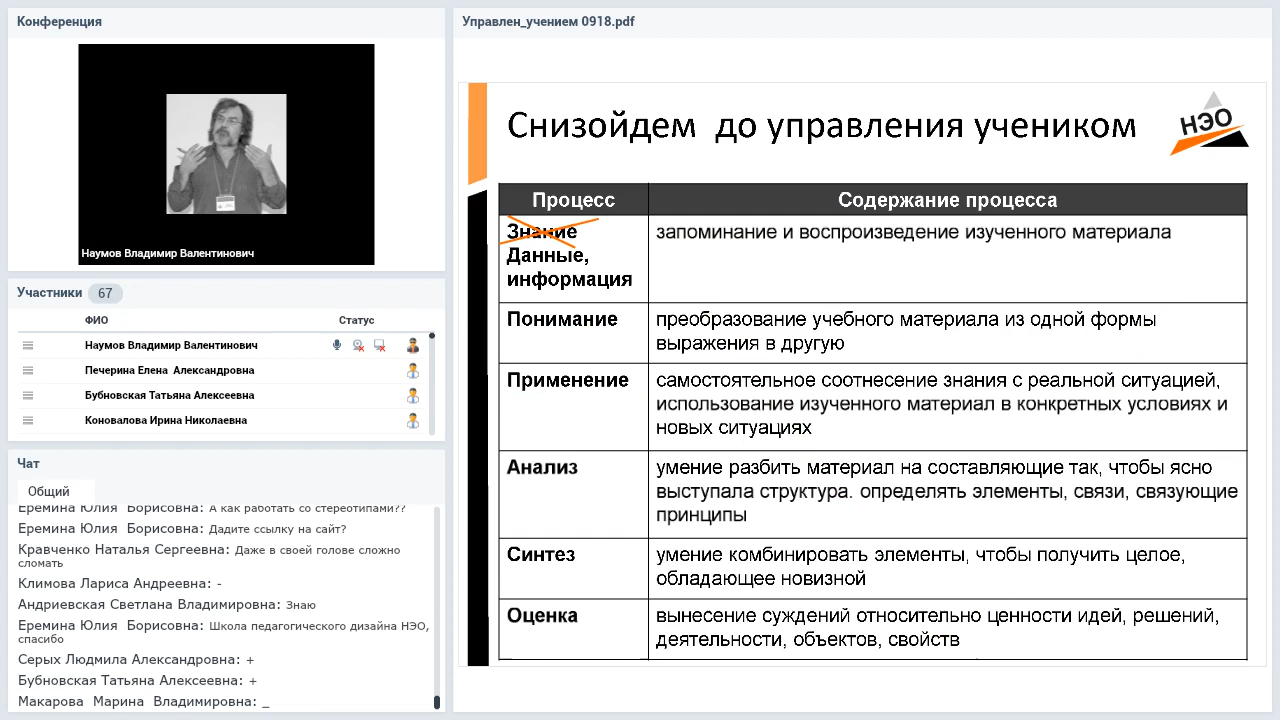 Конференция
Наумов Владимир Валентинович
Участники 67
ФИО Статус
Наумов Владимир Валентинович
Печерина Елена Александровна
Бубновская Татьяна Алексеевна
Коновалова Ирина Николаевна
Чат
Общий
Еремина Юлия Борисовна: А как работать со стереотипами??
Еремина Юлия Борисовна: Дадите ссылку на сайт?
Кравченко Наталья Сергеевна: Даже в своей голове сложно
сломать
Климова Лариса Андреевна: -
Андриевская Светлана Владимировна: Знаю
Еремина Юлия Борисовна: Школа педагогического дизайна НЭО,
спасибо
Серых Людмила Александровна: +
Бубновская Татьяна Алексеевна: +
Макарова Марина Владимировна: _
Управлен_учением 0918.pdf
Снизойдем до управления учеником
НЭО
Процесс Содержание процесса
Знание запоминание и воспроизведение изученного материала
Данные,
информация
Понимание преобразование учебного материала из одной формы
выражения в другую
Применение самостоятельное соотнесение знания с реальной ситуацией,
использование изученного материал в конкретных условиях и
новых ситуациях
Анализ умение разбить материал на составляющие так, чтобы ясно
выступала структура. определять элементы, связи, связующие
принципы
Синтез умение комбинировать элементы, чтобы получить целое,
обладающее новизной
Оценка вынесение суждений относительно ценности идей, решений,
деятельности, объектов, свойств